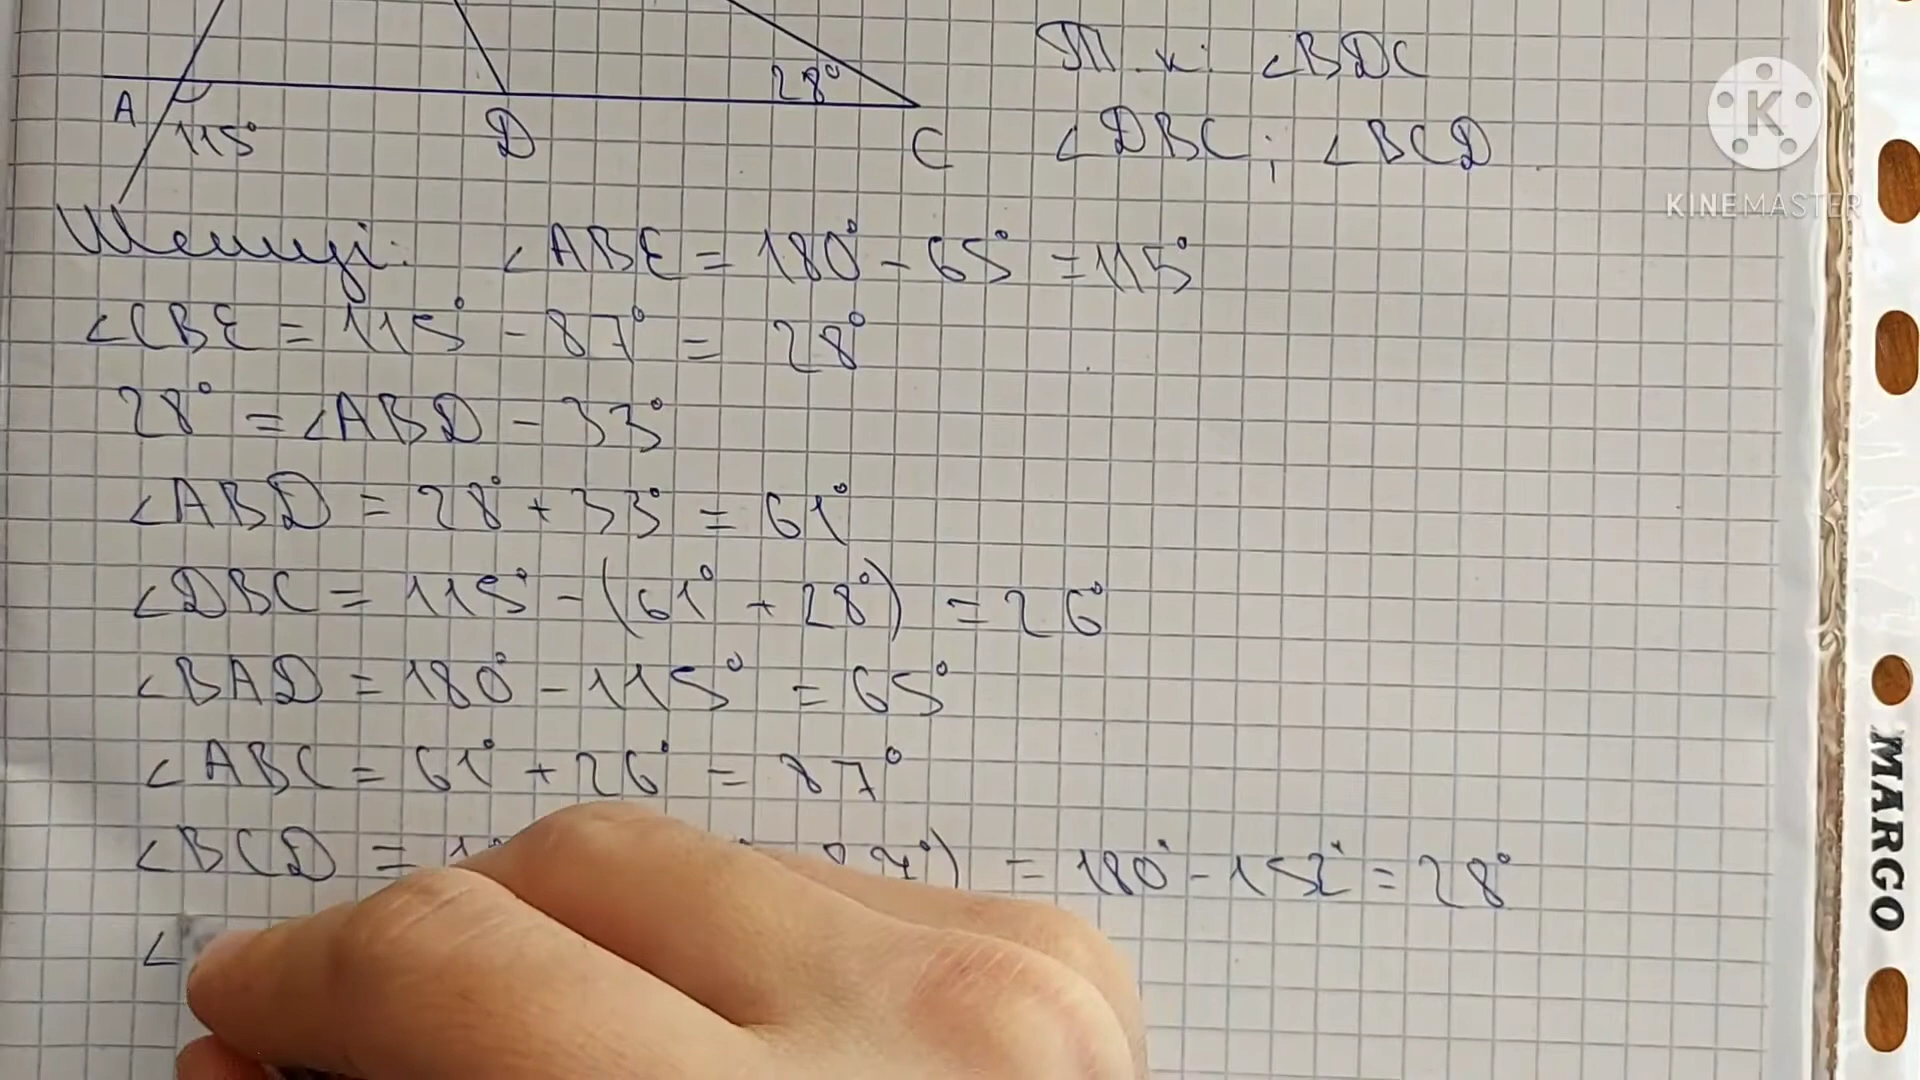 28°
A
115°
D
C
Т.к: ∠BDC
∠DBC; ∠BCD
K
KINEMASTER
Шешуі: ∠ABE = 180° - 65° = 115°
∠CBE = 115° - 87° = 28°
28° = ∠ABD - 33°
∠ABD = 28° + 33° = 61°
∠DBC = 115° - (61° + 28°) = 26°
∠BAD = 180° - 115° = 65°
∠ABC = 61° + 26° = 87°
∠BCD = 87°) = 180° - 152° = 28°
∠
MARGO